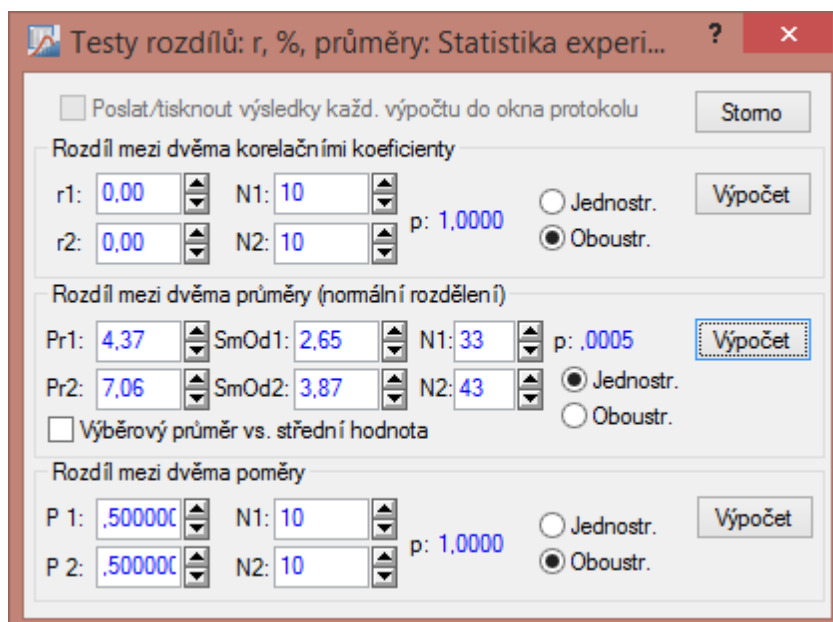 Testy rozdílů: r, %, průměry: Statistika experi... ? ×
Poslat/tisknout výsledky každ. výpočtu do okna protokolu Storno
Rozdíl mezi dvěma korelačními koeficienty
r1: 0,00 N1: 10 p: 1,0000 Jednostr. Výpočet
r2: 0,00 N2: 10 Oboustr.
Rozdíl mezi dvěma průměry (normální rozdělení)
Pr1: 4,37 SmOd1: 2,65 N1: 33 p: ,0005 Výpočet
Pr2: 7,06 SmOd2: 3,87 N2: 43 Jednostr.
Oboustr.
Výběrový průměr vs. střední hodnota
Rozdíl mezi dvěma poměry
P 1: ,500000 N1: 10 p: 1,0000 Jednostr. Výpočet
P 2: ,500000 N2: 10 Oboustr.